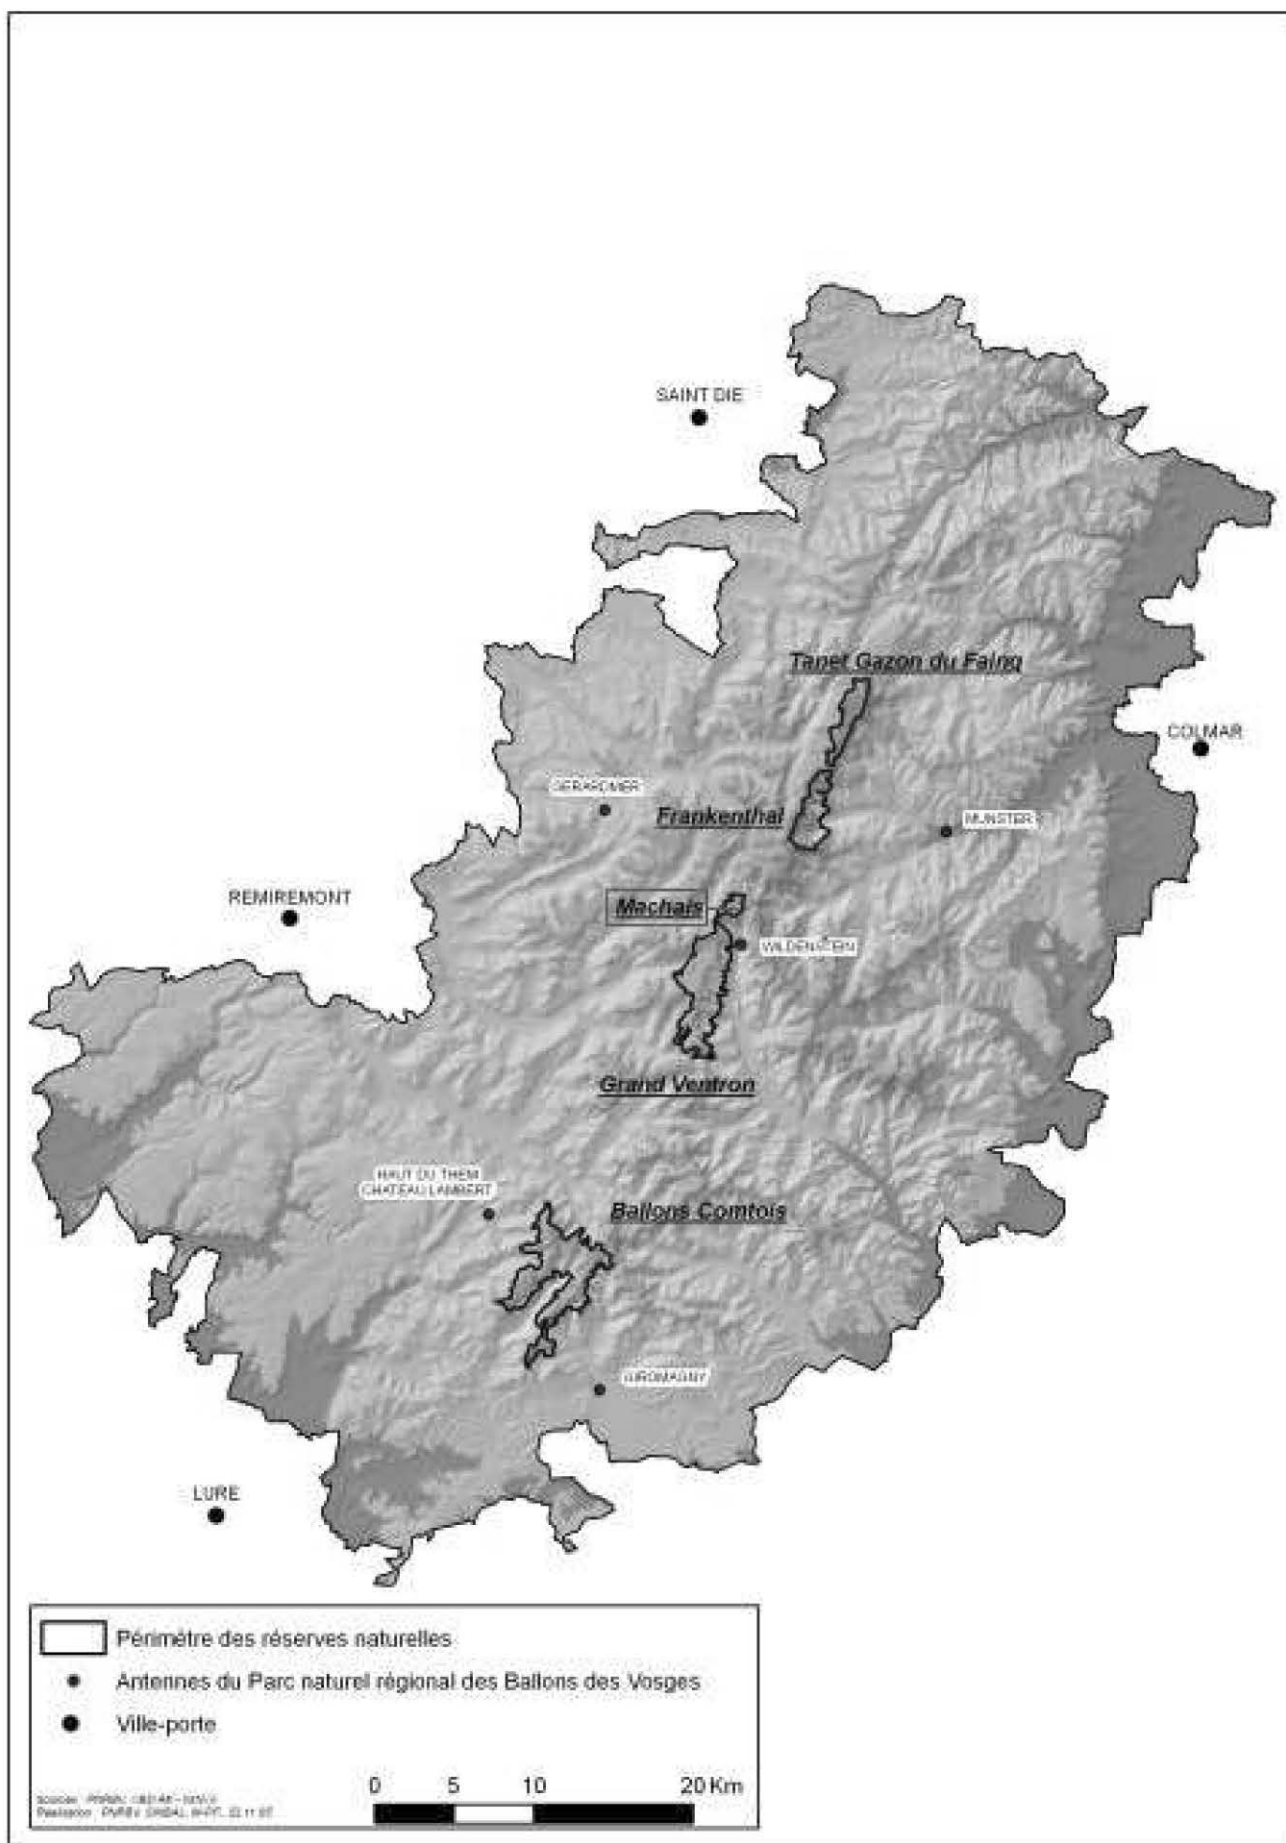 SAINT DIE
Tanet Gazon du Faing
COLMAR
GERARDMER
Frankenthal
MUNSTER
REMIREMONT
Machais
WILDENSTEIN
Grand Ventron
HAUT DU THEM
CHATEAU LAMBERT
Ballons Comtois
GIROMAGNY
LURE
Périmètre des réserves naturelles
Antennes du Parc naturel régional des Ballons des Vosges
Ville-porte
0 5 10 20 Km